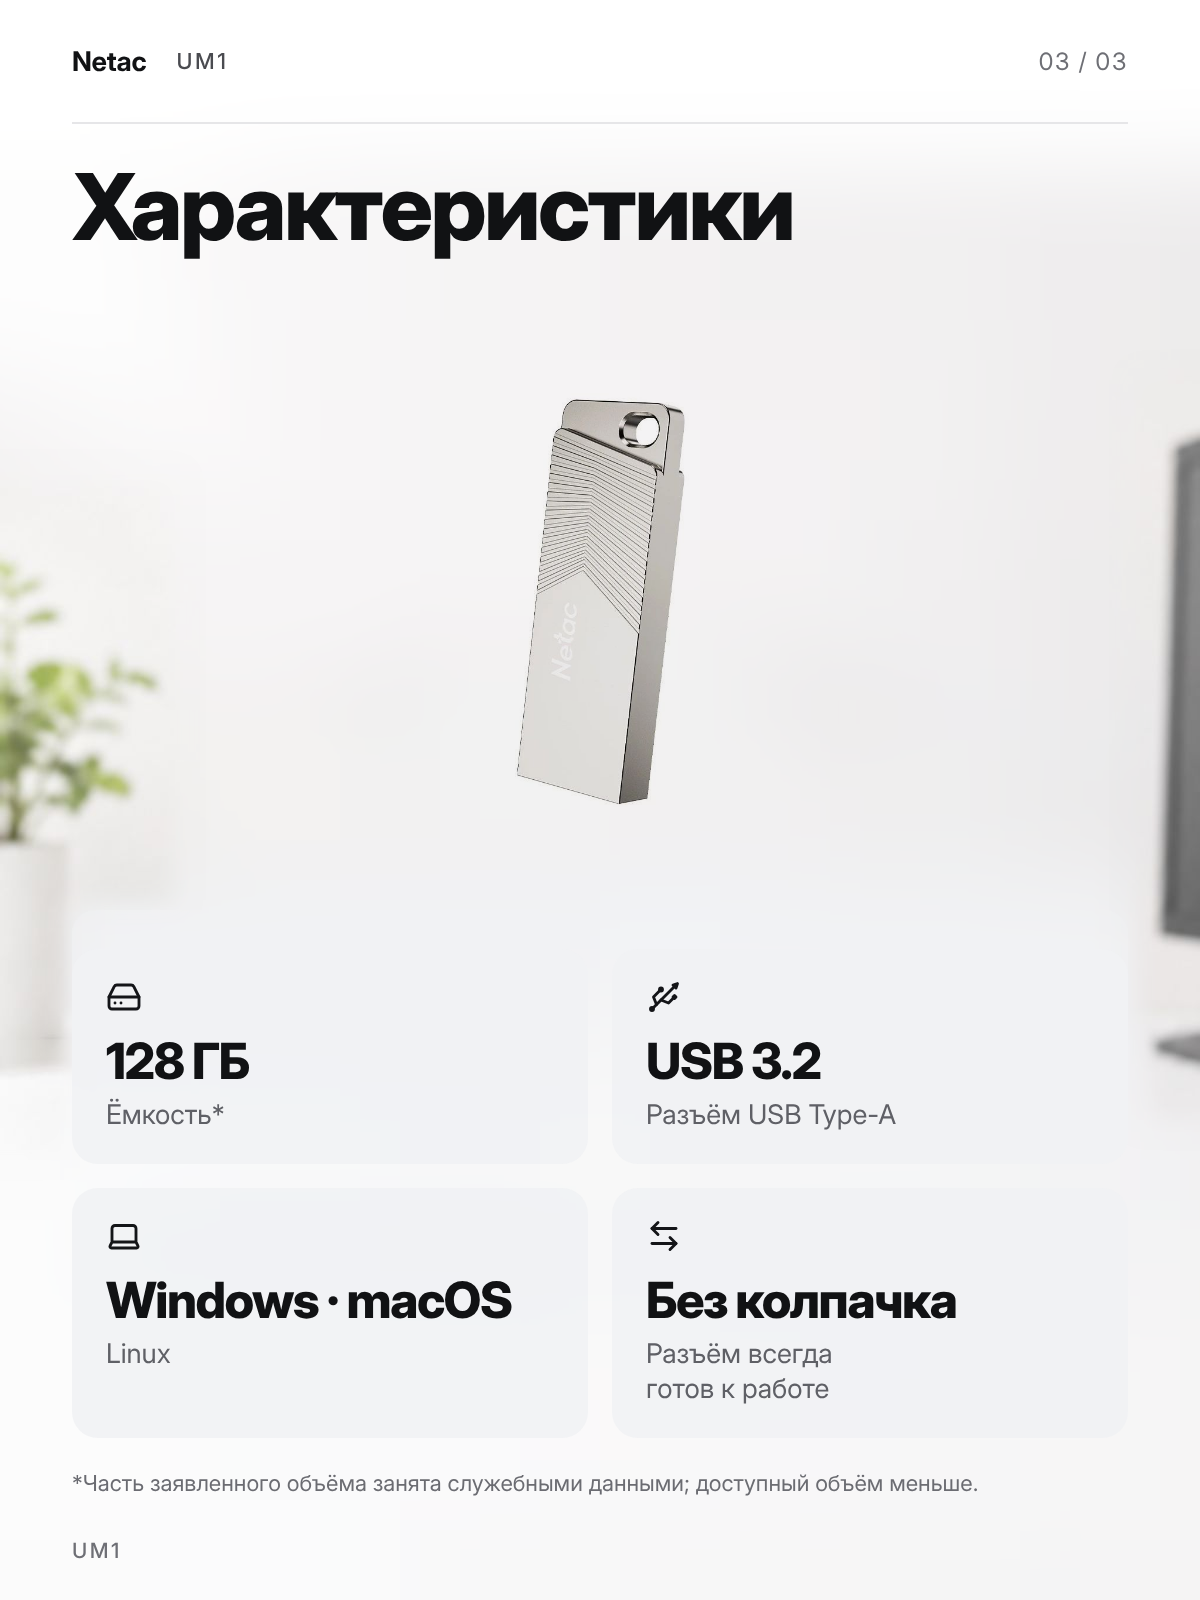 Netac UM1 03 / 03
Характеристики
Netac
128 ГБ
Ёмкость*
USB 3.2
Разъём USB Type-A
Windows · macOS
Linux
Без колпачка
Разъём всегда
готов к работе
*Часть заявленного объёма занята служебными данными; доступный объём меньше.
UM1